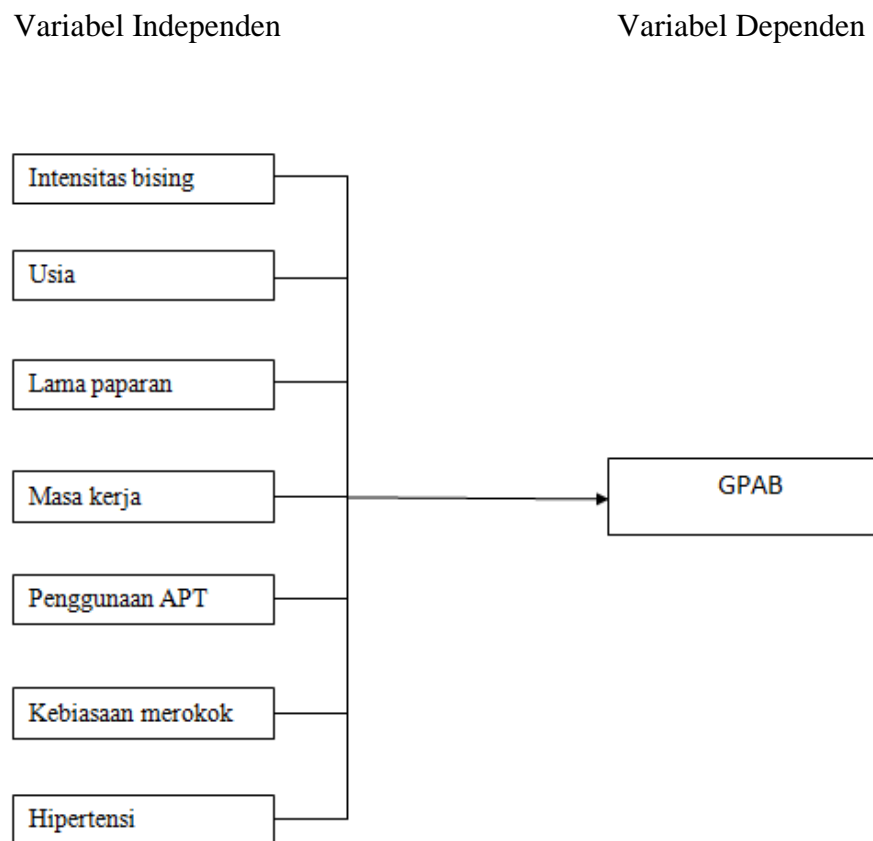 Variabel Independen
Variabel Dependen
Intensitas bising
Usia
Lama paparan
Masa kerja
GPAB
Penggunaan APT
Kebiasaan merokok
Hipertensi